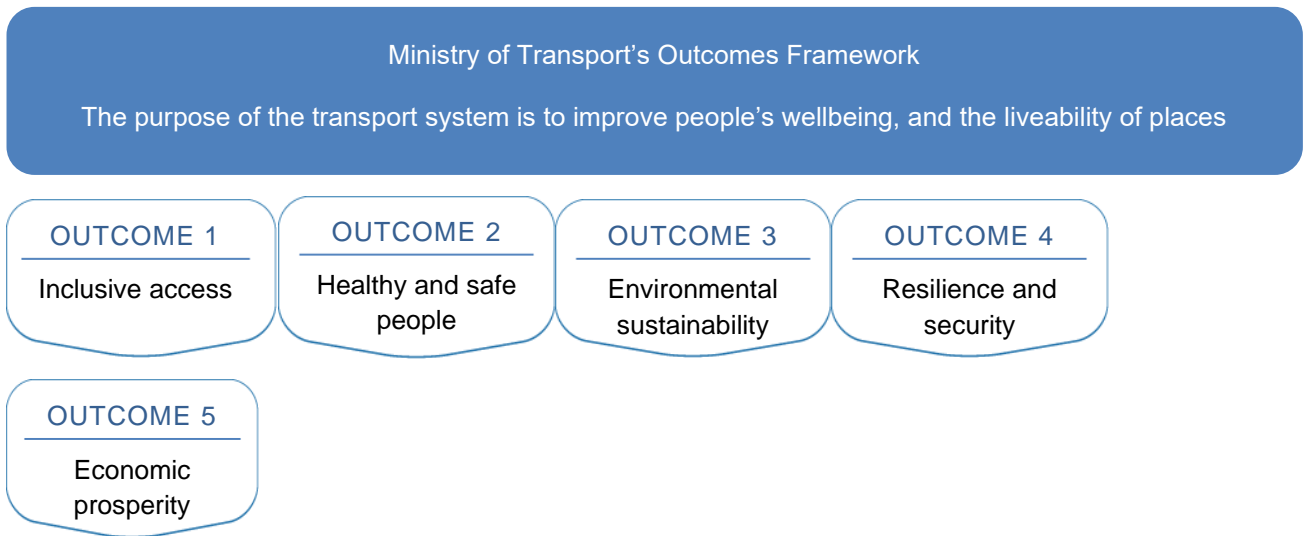 Ministry of Transport’s Outcomes Framework
The purpose of the transport system is to improve people’s wellbeing, and the liveability of places
OUTCOME 1
Inclusive access
OUTCOME 2
Healthy and safe
people
OUTCOME 3
Environmental
sustainability
OUTCOME 4
Resilience and
security
OUTCOME 5
Economic
prosperity